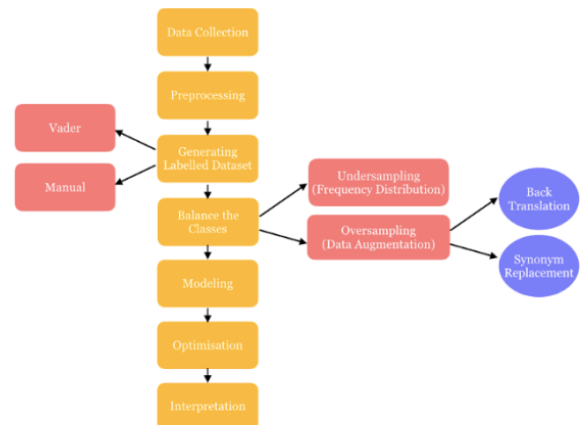 Data Collection
Preprocessing
Vader
Generating
Labelled Dataset
Manual
Undersampling
(Frequency Distribution)
Back
Translation
Balance the
Classes
Oversampling
(Data Augmentation)
Synonym
Replacement
Modeling
Optimisation
Interpretation